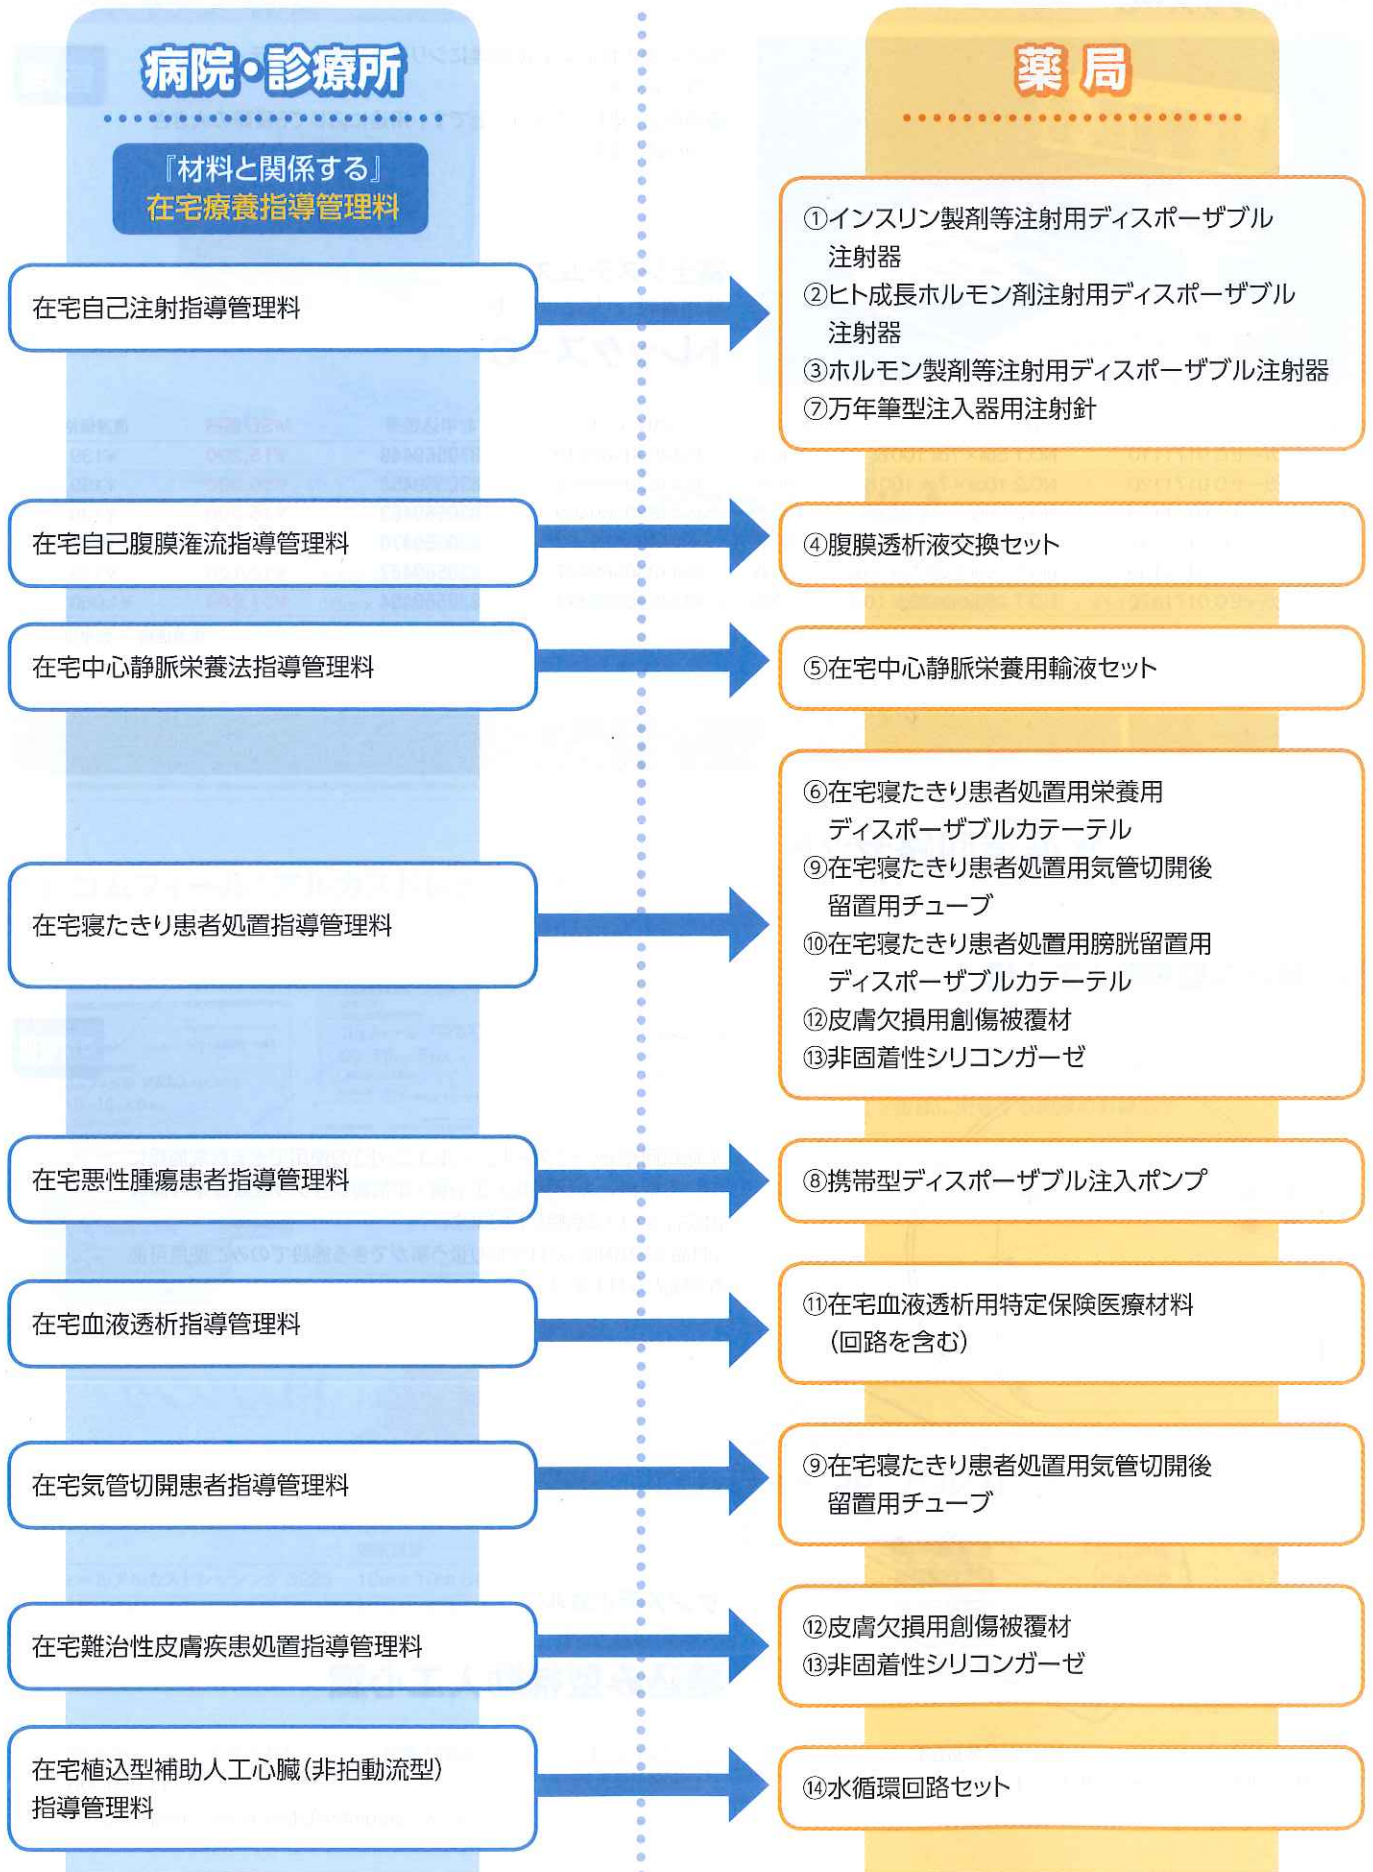 病院・診療所
『材料と関係する』
在宅療養指導管理料
薬局
在宅自己注射指導管理料
①インスリン製剤等注射用ディスポーザブル
注射器
②ヒト成長ホルモン剤注射用ディスポーザブル
注射器
③ホルモン製剤等注射用ディスポーザブル注射器
⑦万年筆型注入器用注射針
在宅自己腹膜潅流指導管理料
④腹膜透析液交換セット
在宅中心静脈栄養法指導管理料
⑤在宅中心静脈栄養用輸液セット
在宅寝たきり患者処置指導管理料
⑥在宅寝たきり患者処置用栄養用
ディスポーザブルカテーテル
⑨在宅寝たきり患者処置用気管切開後
留置用チューブ
⑩在宅寝たきり患者処置用膀胱留置用
ディスポーザブルカテーテル
⑫皮膚欠損用創傷被覆材
⑬非固着性シリコンガーゼ
在宅悪性腫瘍患者指導管理料
⑧携帯型ディスポーザブル注入ポンプ
在宅血液透析指導管理料
⑪在宅血液透析用特定保険医療材料
(回路を含む)
在宅気管切開患者指導管理料
⑨在宅寝たきり患者処置用気管切開後
留置用チューブ
在宅難治性皮膚疾患処置指導管理料
⑫皮膚欠損用創傷被覆材
⑬非固着性シリコンガーゼ
在宅植込型補助人工心臓(非拍動流型)
指導管理料
⑭水循環回路セット